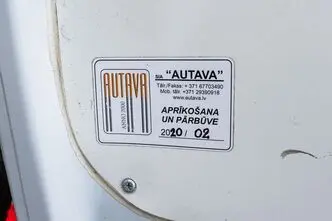 AUTAVA
ANNO 2000
SIA "AUTAVA"
Tālr./Fakss: + 371 67703490
Mob. tālr. +371 29390916
www.autava.lv
APRĪKOŠANA
UN PĀRBŪVE
2020 / 02